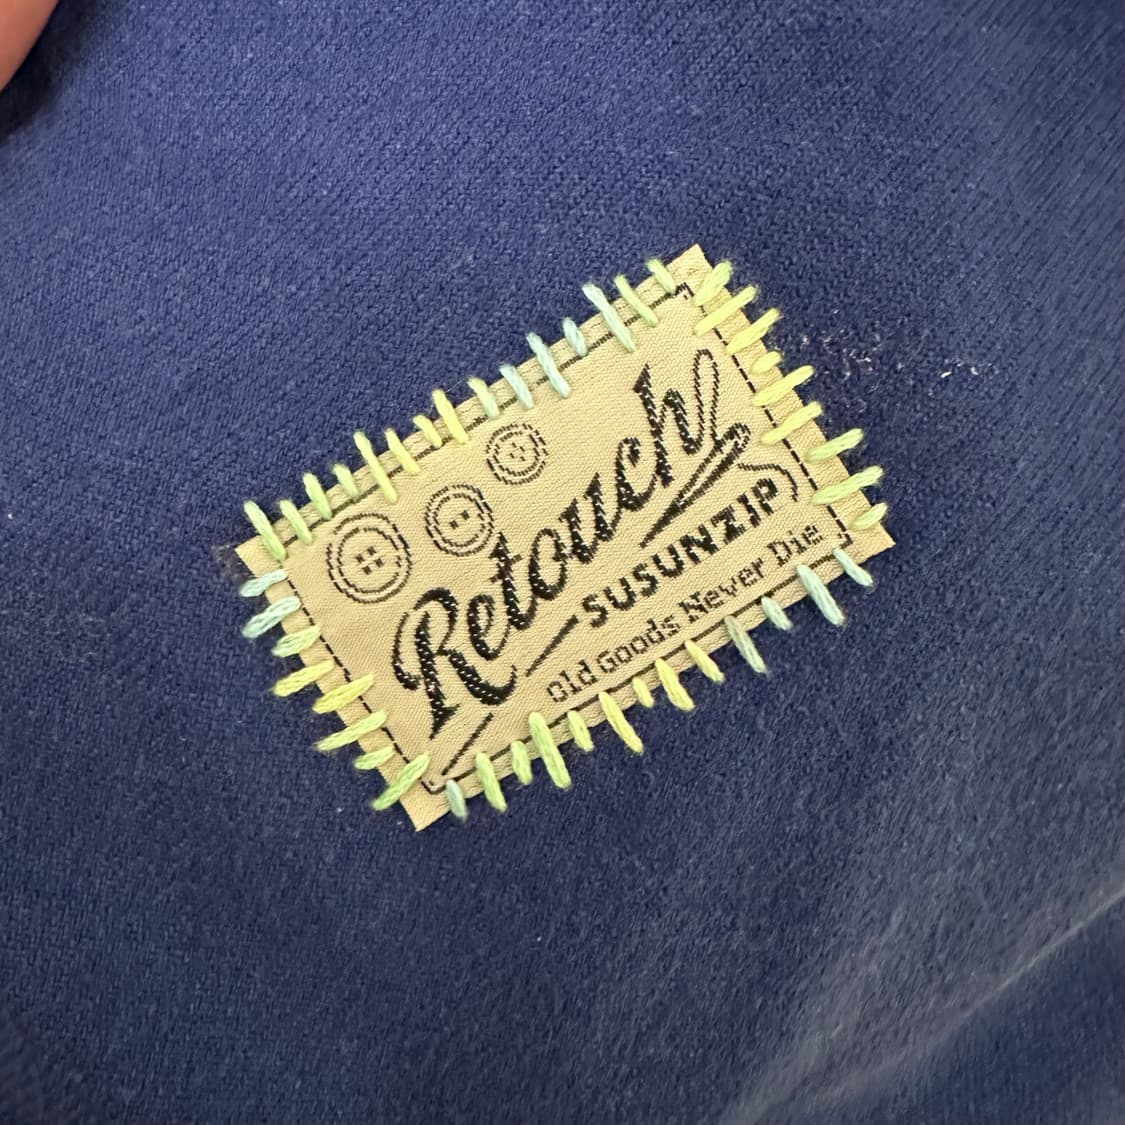 Retouch
SUSUNZIP
Old Goods Never Die